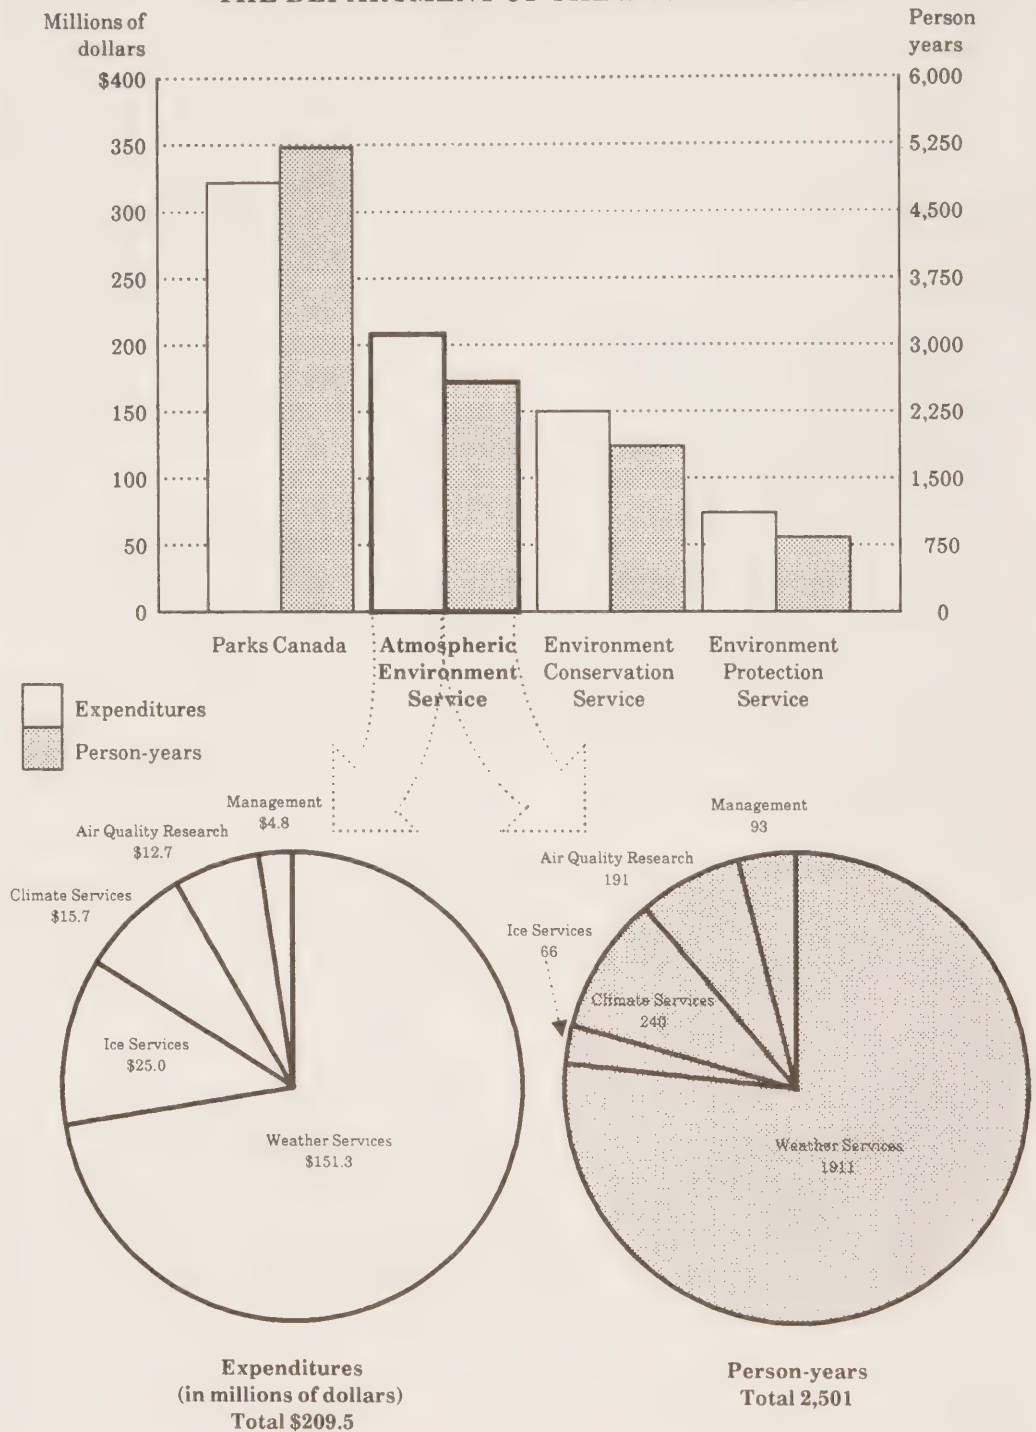 Millions of
dollars
Person
years
$400
350
300
250
200
150
100
50
0
6,000
5,250
4,500
3,750
3,000
2,250
1,500
750
0
Parks Canada
Atmospheric
Environment
Service
Environment
Conservation
Service
Environment
Protection
Service
Expenditures
Person-years
Management
$4.8
Air Quality Research
$12.7
Climate Services
$15.7
Ice Services
$25.0
Weather Services
$151.3
Expenditures
(in millions of dollars)
Total $209.5
Management
93
Air Quality Research
191
Ice Services
66
Climate Services
240
Weather Services
1911
Person-years
Total 2,501